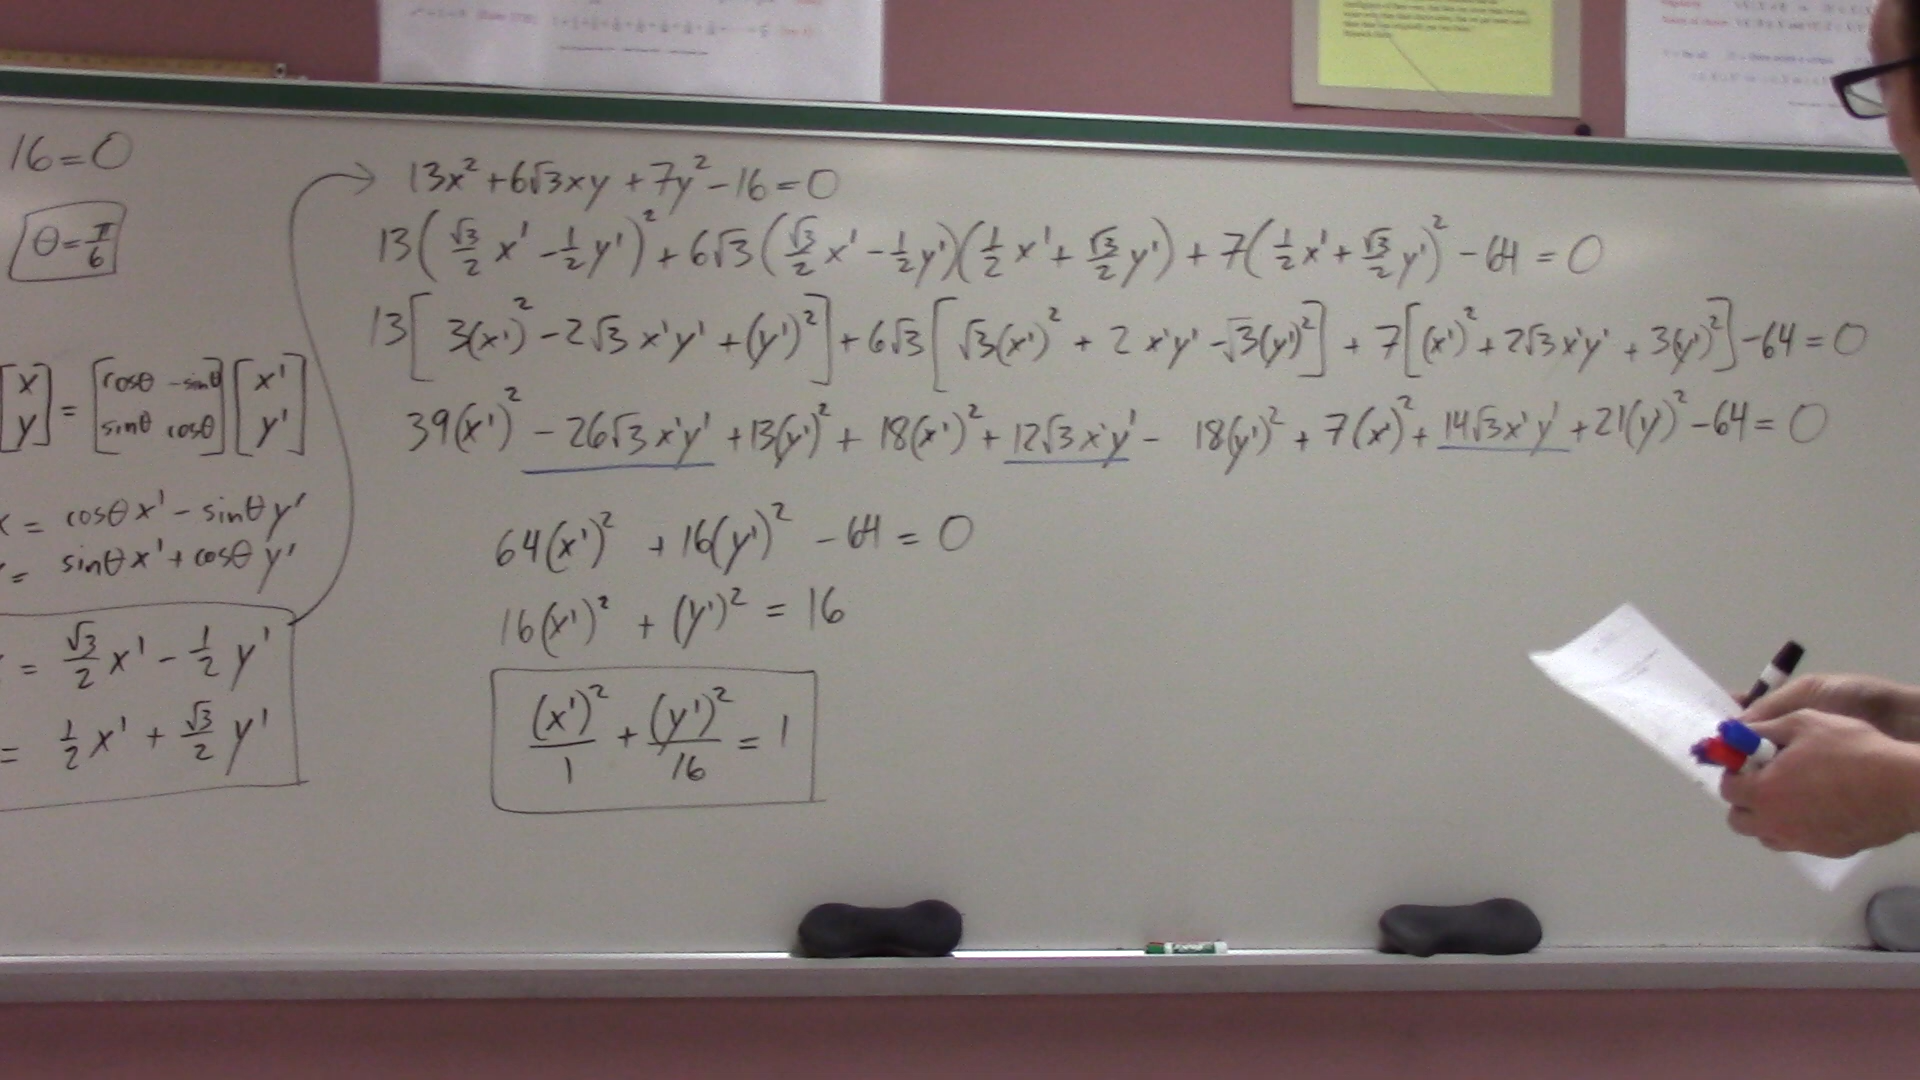 16=0
θ=π/6
[x y] = [cosθ -sinθ sinθ cosθ] [x' y']
= cosθ x' - sinθ y'
= sinθ x' + cosθ y'
= √3/2 x' - 1/2 y'
= 1/2 x' + √3/2 y'
13x² + 6√3xy + 7y² - 16 = 0
13(√3/2 x' - 1/2 y')² + 6√3(√3/2 x' - 1/2 y')(1/2 x' + √3/2 y') + 7(1/2 x' + √3/2 y')² - 64 = 0
13[3(x')² - 2√3 x'y' + (y')²] + 6√3[√3(x')² + 2x'y' - √3(y')²] + 7[(x')² + 2√3x'y' + 3(y')²] - 64 = 0
39(x')² - 26√3x'y' + 13(y')² + 18(x')² + 12√3x'y' - 18(y')² + 7(x')² + 14√3x'y' + 21(y')² - 64 = 0
64(x')² + 16(y')² - 64 = 0
16(x')² + (y')² = 16
(x')²/1 + (y')²/16 = 1